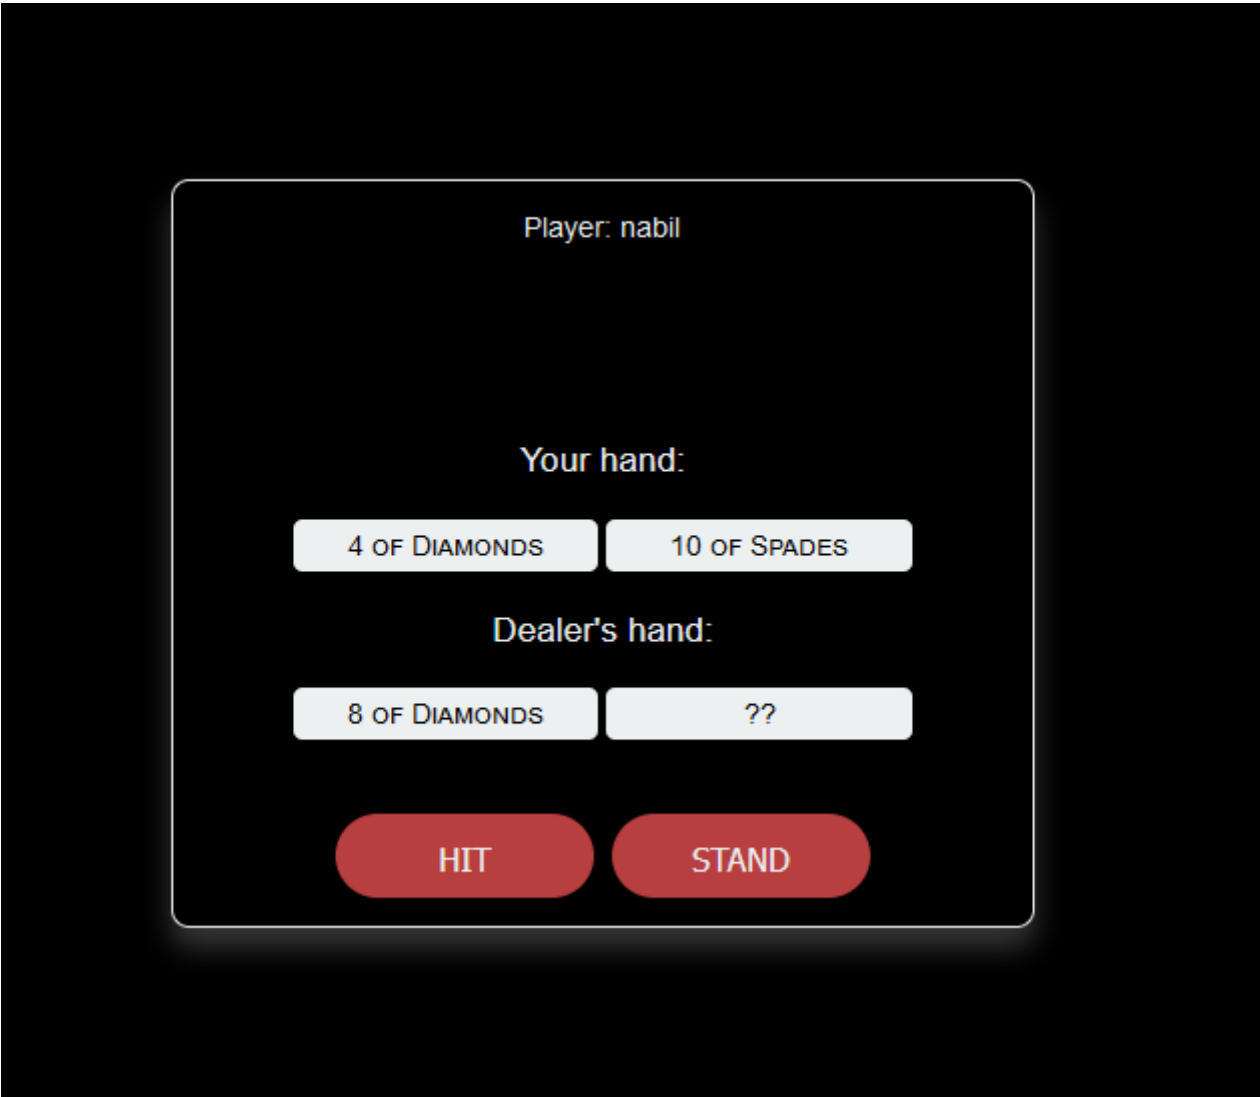 Player: nabil
Your hand:
4 of Diamonds 10 of Spades
Dealer's hand:
8 of Diamonds ??
HIT STAND